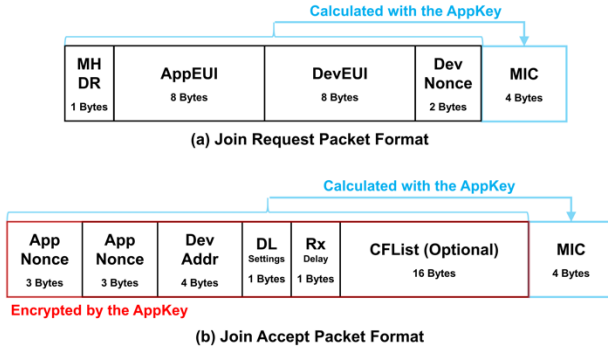 Calculated with the AppKey
MH DR AppEUI DevEUI Dev Nonce MIC
1 Bytes 8 Bytes 8 Bytes 2 Bytes 4 Bytes
(a) Join Request Packet Format
Calculated with the AppKey
App Nonce App Nonce Dev Addr DL Settings Rx Delay CFList (Optional) MIC
3 Bytes 3 Bytes 4 Bytes 1 Bytes 1 Bytes 16 Bytes 4 Bytes
Encrypted by the AppKey
(b) Join Accept Packet Format